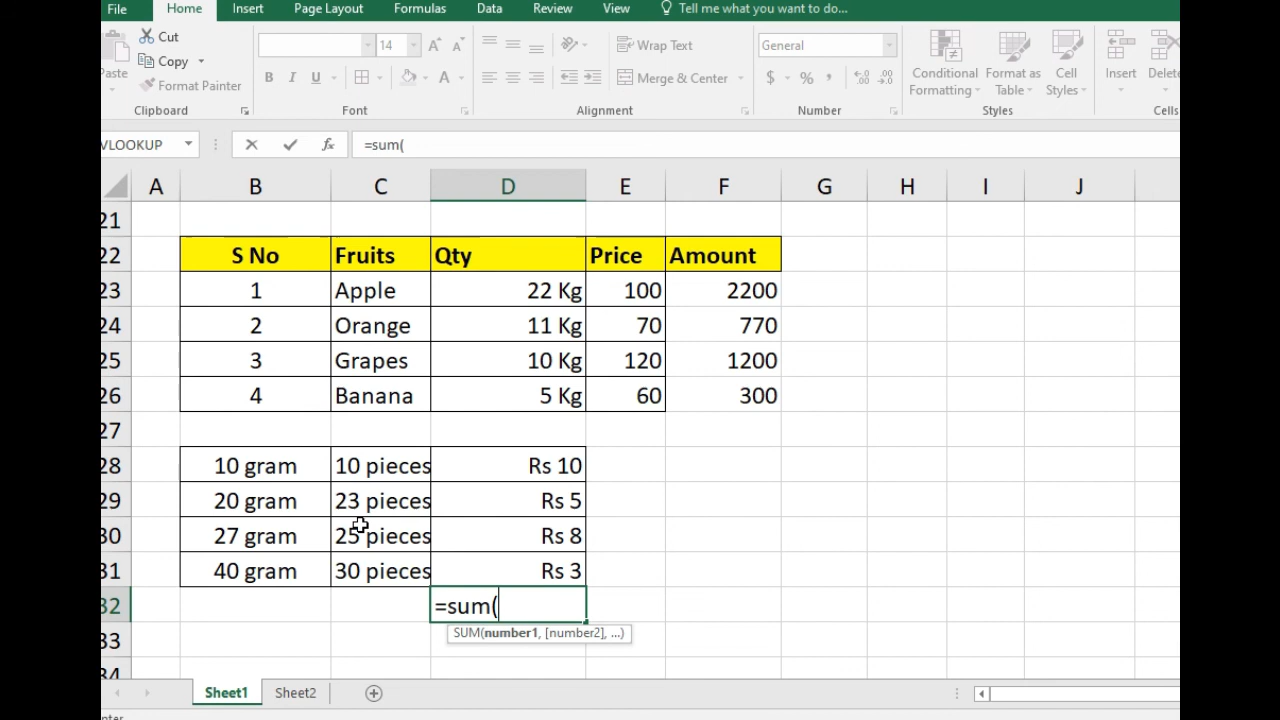 File Home Insert Page Layout Formulas Data Review View Tell me what you want to do...
Cut
Copy
Paste
Format Painter
14 A A
B I U A
Wrap Text
Merge & Center
General
$ % ,
Conditional Formatting
Format as Table
Cell Styles
Insert
Delete
Clipboard Font Alignment Number Styles Cells
VLOOKUP fx =sum(
A B C D E F G H I J
21
22 S No Fruits Qty Price Amount
23 1 Apple 22 Kg 100 2200
24 2 Orange 11 Kg 70 770
25 3 Grapes 10 Kg 120 1200
26 4 Banana 5 Kg 60 300
27
28 10 gram 10 pieces Rs 10
29 20 gram 23 pieces Rs 5
30 27 gram 25 pieces Rs 8
31 40 gram 30 pieces Rs 3
32 =sum(
33 SUM(number1, [number2], ...)
34
Sheet1 Sheet2